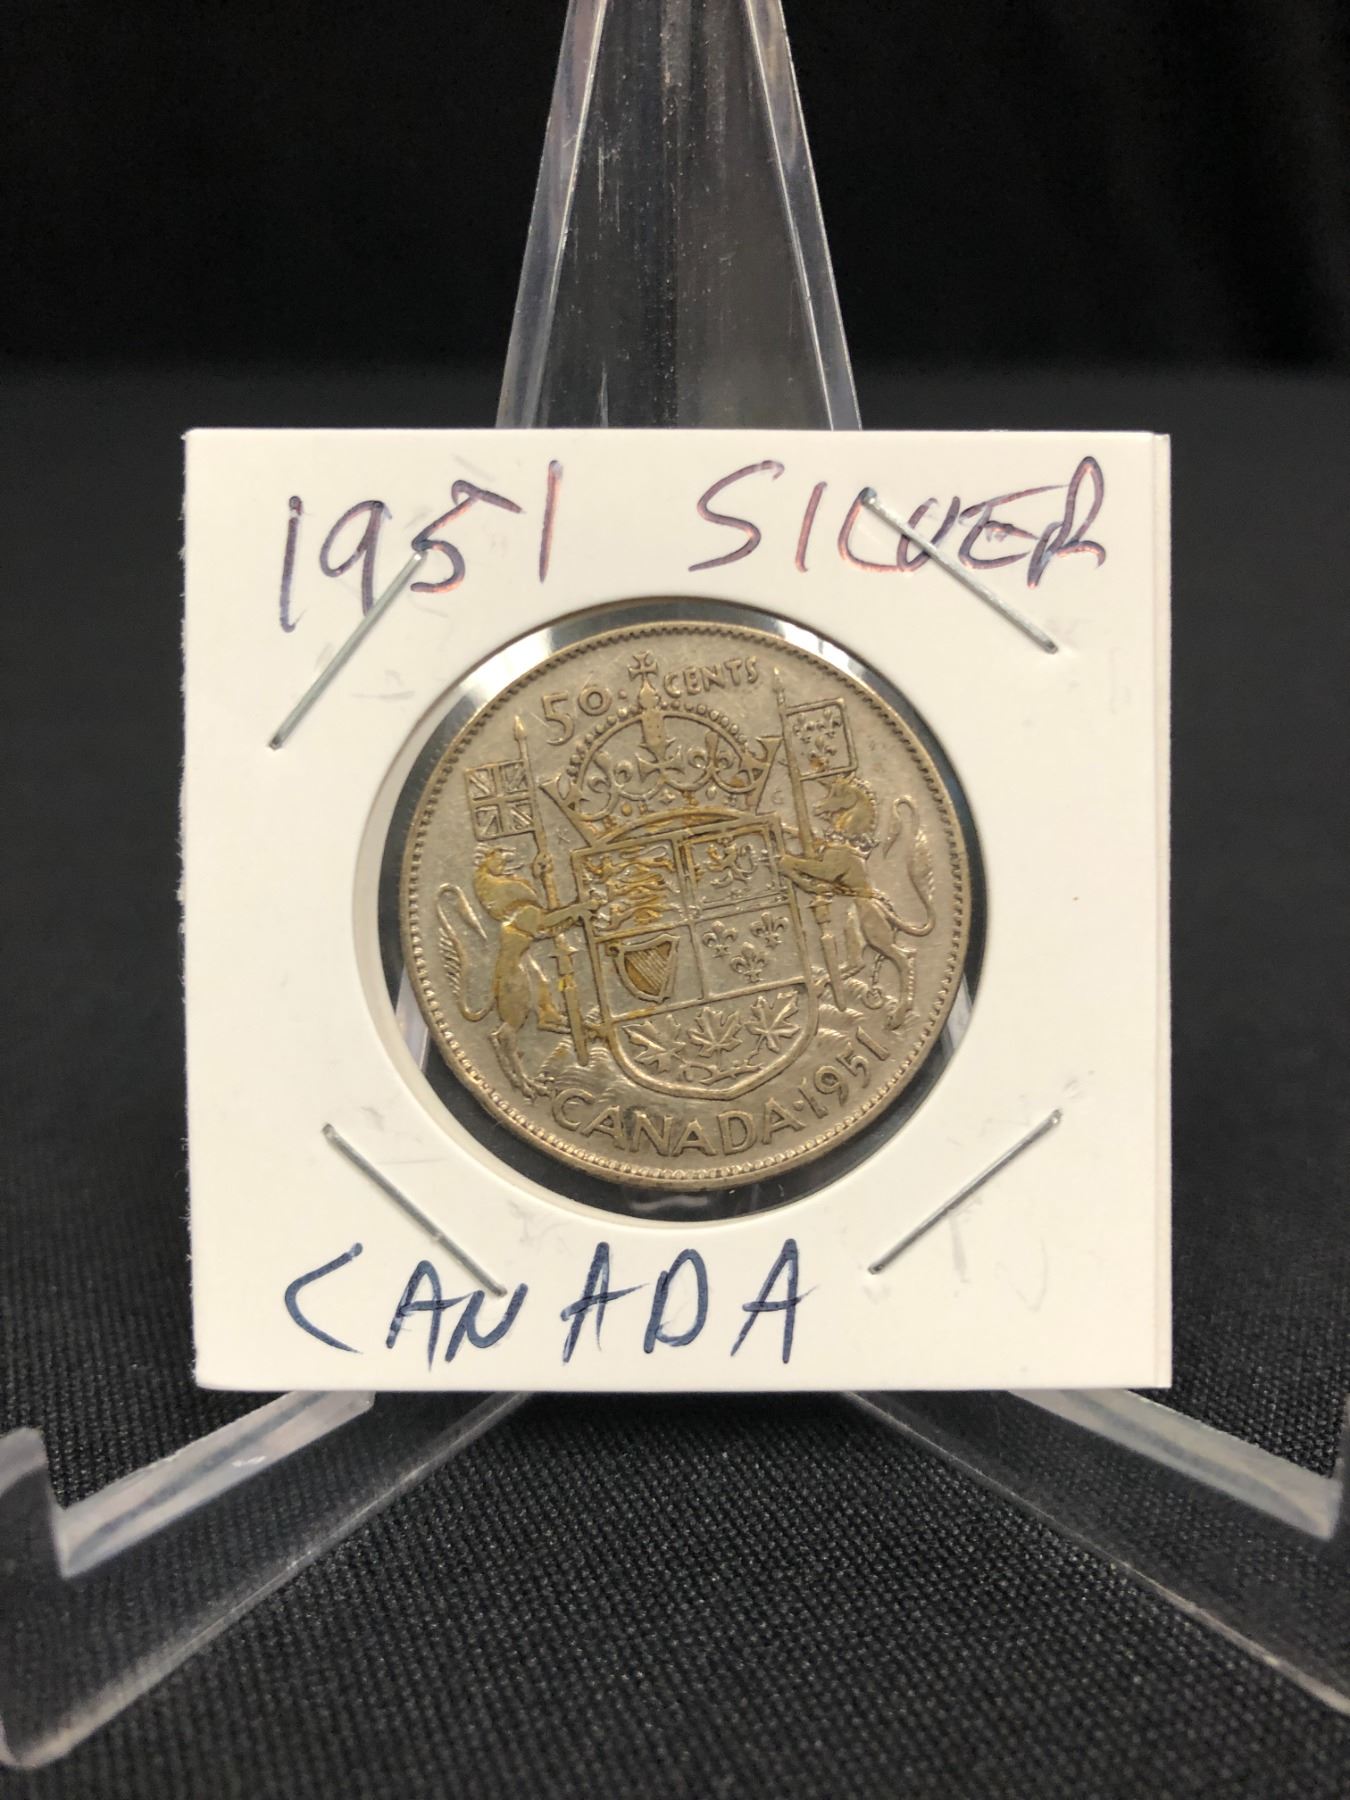 1951 SILVER
50 · CENTS
CANADA · 1951
CANADA